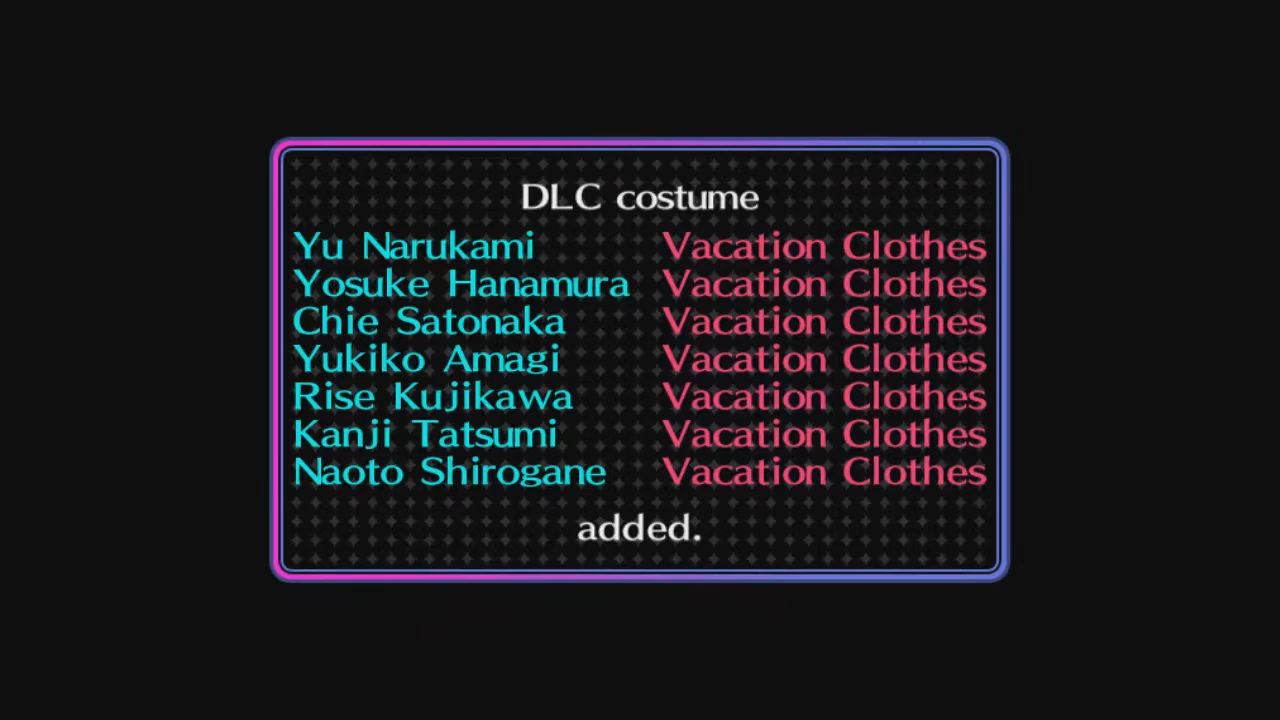 DLC costume
Yu Narukami Vacation Clothes
Yosuke Hanamura Vacation Clothes
Chie Satonaka Vacation Clothes
Yukiko Amagi Vacation Clothes
Rise Kujikawa Vacation Clothes
Kanji Tatsumi Vacation Clothes
Naoto Shirogane Vacation Clothes
added.